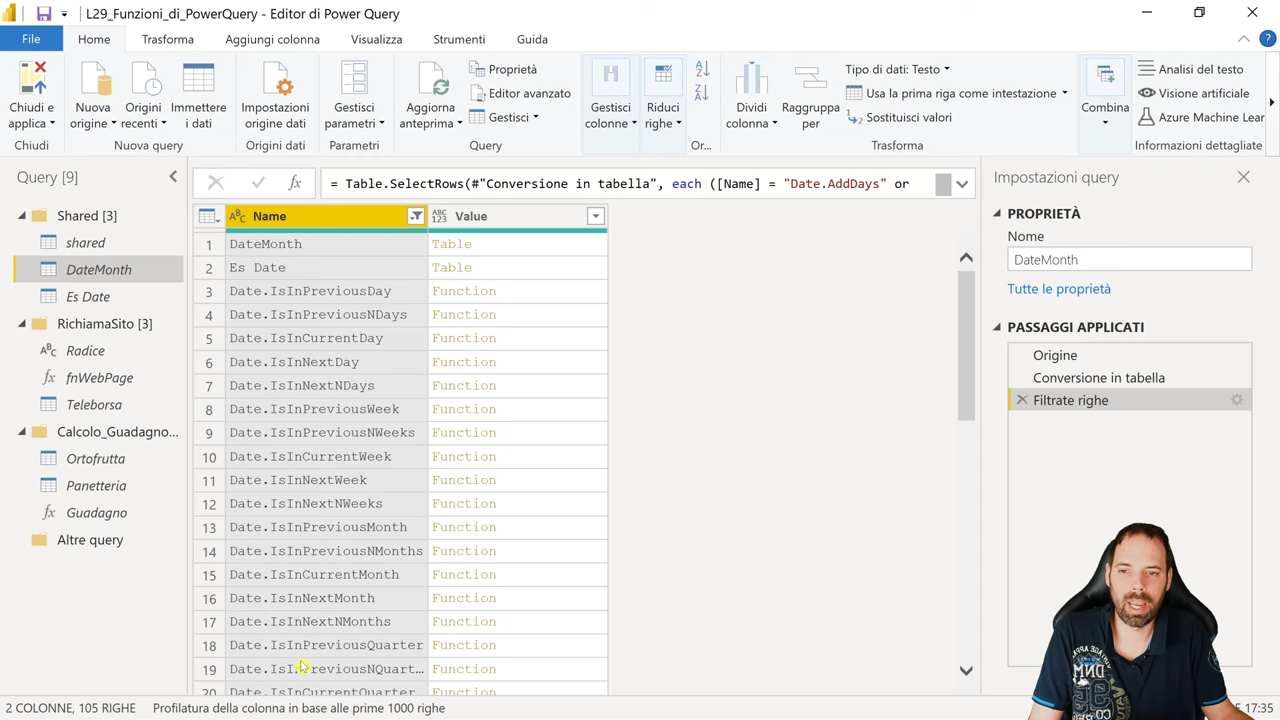 L29_Funzioni_di_PowerQuery - Editor di Power Query
File Home Trasforma Aggiungi colonna Visualizza Strumenti Guida
Chiudi e applica
Chiudi
Nuova origine
Origini recenti
Immettere i dati
Nuova query
Impostazioni origine dati
Origini dati
Gestisci parametri
Parametri
Aggiorna anteprima
Proprietà
Editor avanzato
Gestisci
Query
Gestisci colonne
Riduci righe
Or...
Dividi colonna
Raggruppa per
Tipo di dati: Testo
Usa la prima riga come intestazione
Sostituisci valori
Trasforma
Combina
Analisi del testo
Visione artificiale
Azure Machine Lear
Informazioni dettagliate
Query [9]
Shared [3]
shared
DateMonth
Es Date
RichiamaSito [3]
Radice
fnWebPage
Teleborsa
Calcolo_Guadagno...
Ortofrutta
Panetteria
Guadagno
Altre query
fx = Table.SelectRows(#"Conversione in tabella", each ([Name] = "Date.AddDays" or
Name Value
1 DateMonth Table
2 Es Date Table
3 Date.IsInPreviousDay Function
4 Date.IsInPreviousNDays Function
5 Date.IsInCurrentDay Function
6 Date.IsInNextDay Function
7 Date.IsInNextNDays Function
8 Date.IsInPreviousWeek Function
9 Date.IsInPreviousNWeeks Function
10 Date.IsInCurrentWeek Function
11 Date.IsInNextWeek Function
12 Date.IsInNextNWeeks Function
13 Date.IsInPreviousMonth Function
14 Date.IsInPreviousNMonths Function
15 Date.IsInCurrentMonth Function
16 Date.IsInNextMonth Function
17 Date.IsInNextNMonths Function
18 Date.IsInPreviousQuarter Function
19 Date.IsInPreviousNQuart... Function
20 Date.IsInCurrentQuarter Function
Impostazioni query
PROPRIETÀ
Nome
DateMonth
Tutte le proprietà
PASSAGGI APPLICATI
Origine
Conversione in tabella
Filtrate righe
2 COLONNE, 105 RIGHE Profilatura della colonna in base alle prime 1000 righe
17:35